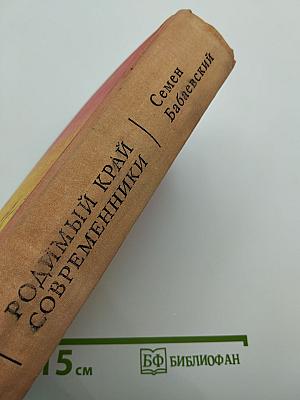 Семен
Бабаевский
РОДИМЫЙ КРАЙ
СОВРЕМЕННИКИ
15 см
БФ БИБЛИОФАН